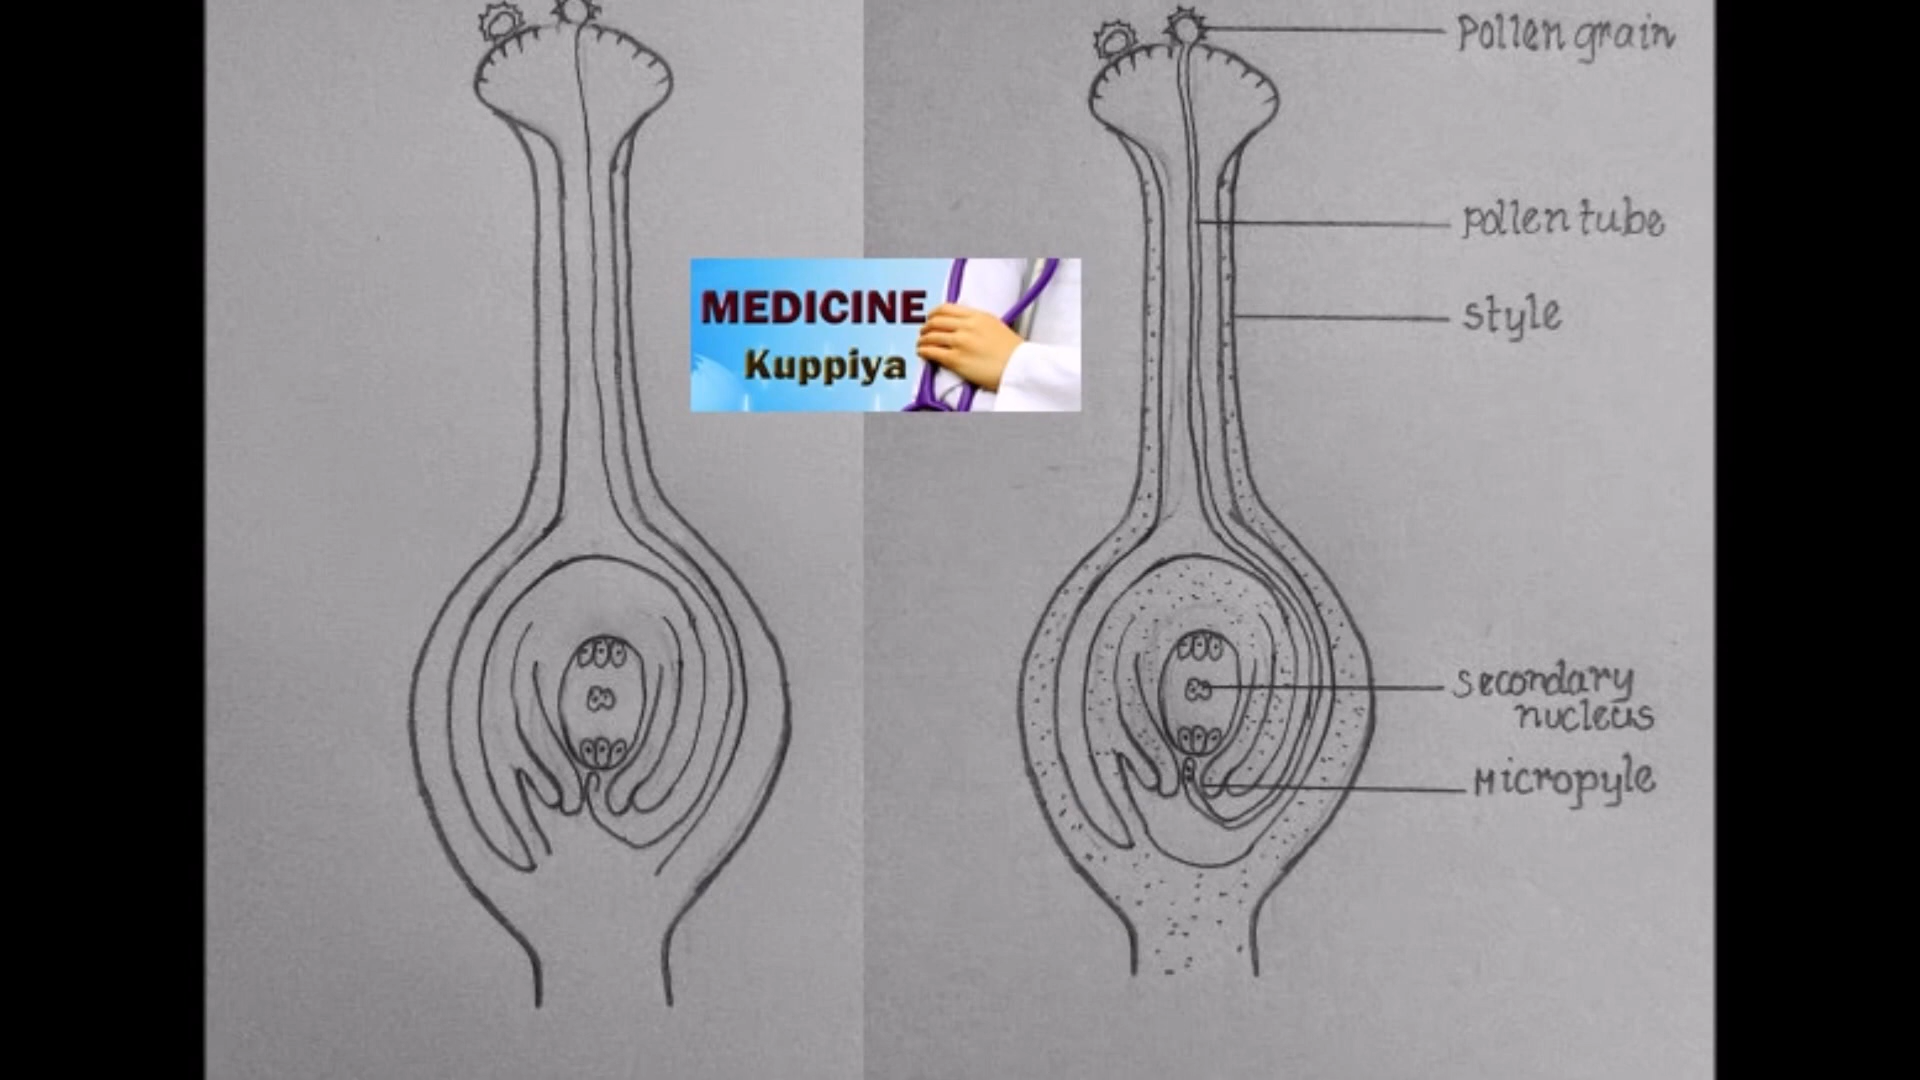 Pollen grain
pollen tube
MEDICINE
Kuppiya
style
secondary
nucleus
Micropyle